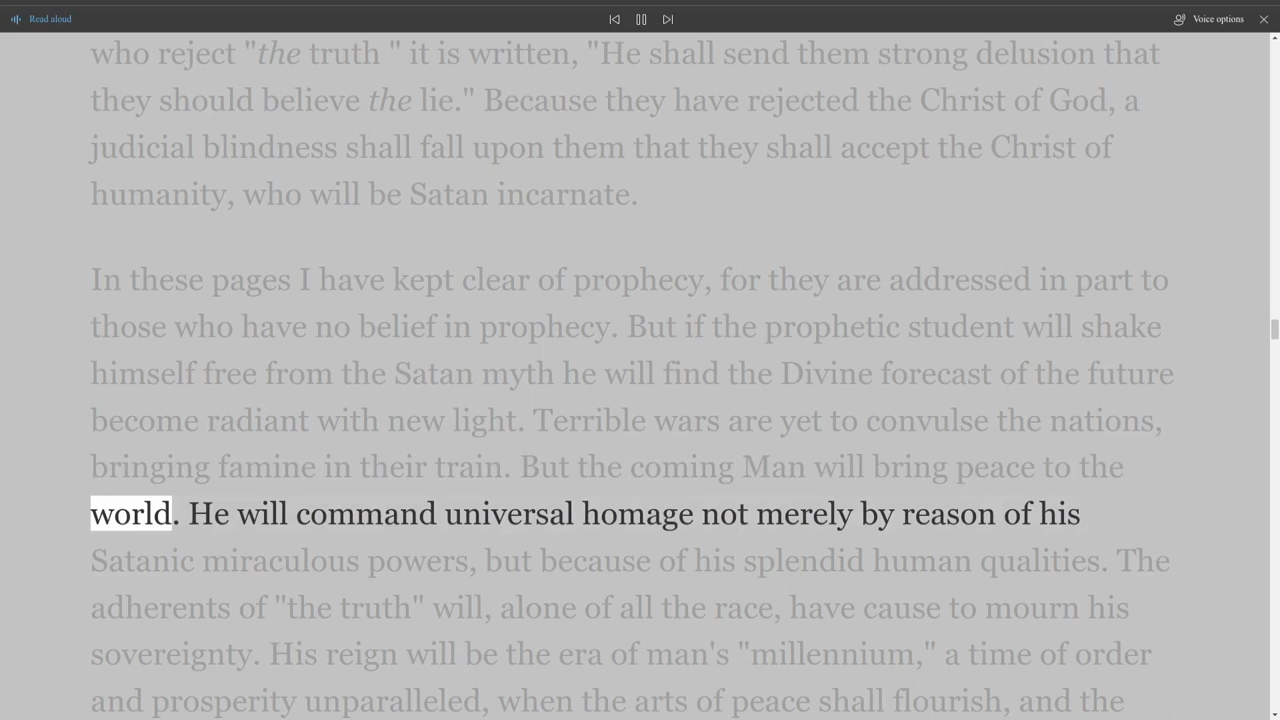 Read aloud
Voice options
who reject "the truth " it is written, "He shall send them strong delusion that
they should believe the lie." Because they have rejected the Christ of God, a
judicial blindness shall fall upon them that they shall accept the Christ of
humanity, who will be Satan incarnate.
In these pages I have kept clear of prophecy, for they are addressed in part to
those who have no belief in prophecy. But if the prophetic student will shake
himself free from the Satan myth he will find the Divine forecast of the future
become radiant with new light. Terrible wars are yet to convulse the nations,
bringing famine in their train. But the coming Man will bring peace to the
world. He will command universal homage not merely by reason of his
Satanic miraculous powers, but because of his splendid human qualities. The
adherents of "the truth" will, alone of all the race, have cause to mourn his
sovereignty. His reign will be the era of man's "millennium," a time of order
and prosperity unparalleled, when the arts of peace shall flourish, and the